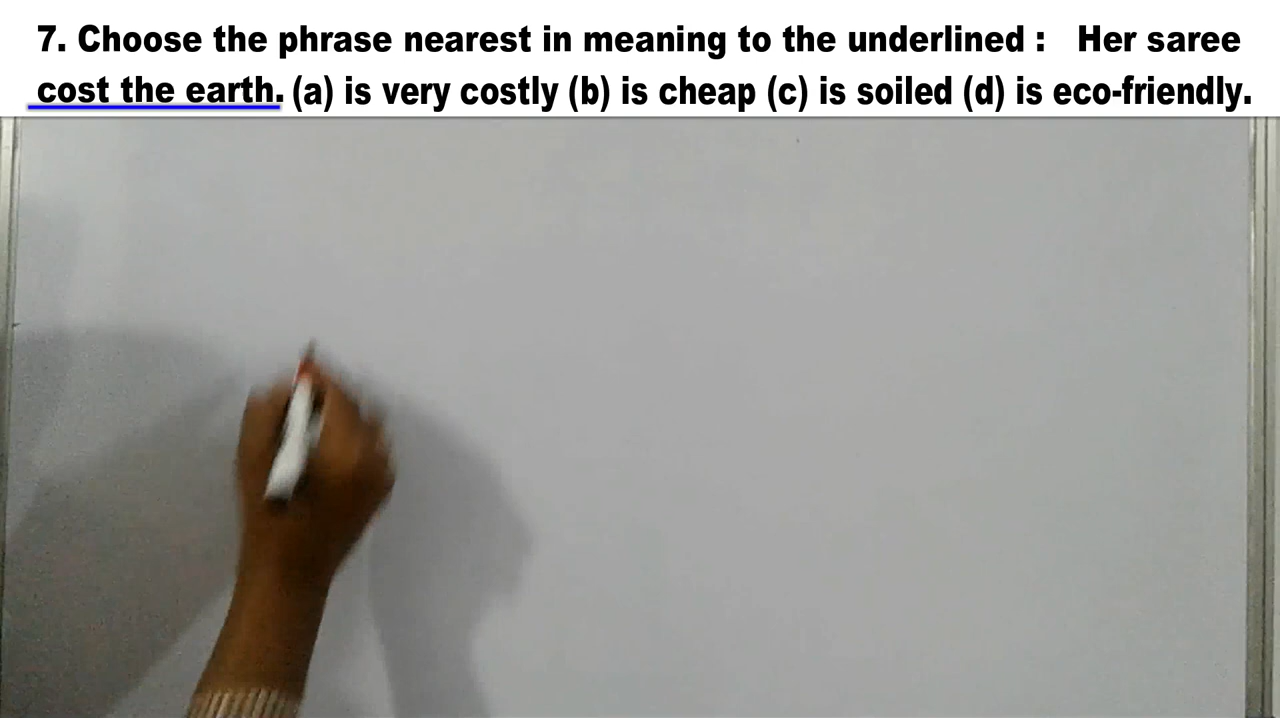 7. Choose the phrase nearest in meaning to the underlined : Her saree
cost the earth. (a) is very costly (b) is cheap (c) is soiled (d) is eco-friendly.